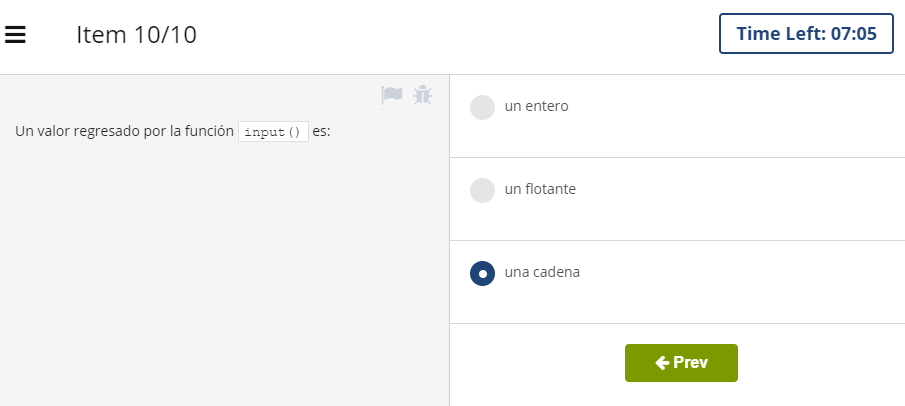 Item 10/10
Time Left: 07:05
Un valor regresado por la función input() es:
un entero
un flotante
una cadena
Prev